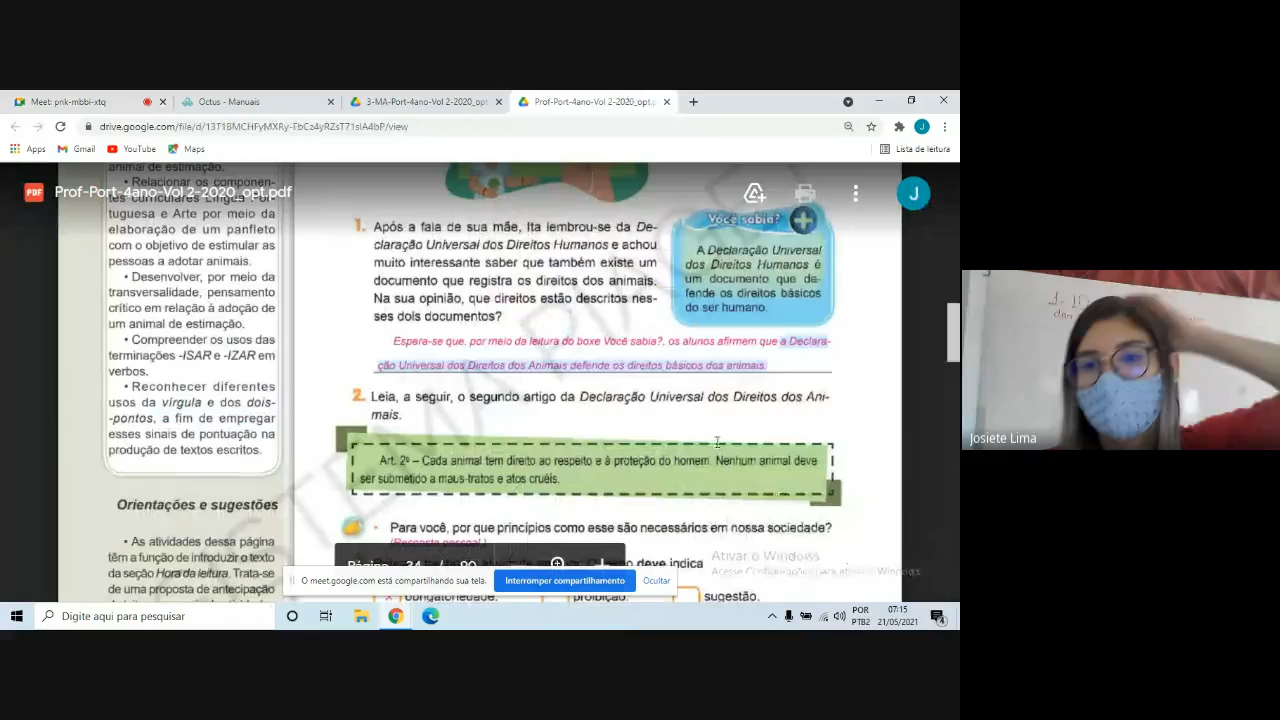 Meet: pnk-mbbi-xtq
Octus - Manuais
3-MA-Port-4ano-Vol 2-2020_opt
Prof-Port-4ano-Vol 2-2020_opt.p
Apps
Gmail
YouTube
Maps
Lista de leitura
Prof-Port-4ano-Vol 2-2020_opt.pdf
J
animal de estimação.
• Relacionar os componen-
tes curriculares Língua Por-
tuguesa e Arte por meio da
elaboração de um panfleto
com o objetivo de estimular as
pessoas a adotar animais.
• Desenvolver, por meio da
transversalidade, pensamento
crítico em relação à adoção de
um animal de estimação.
• Compreender os usos das
terminações -ISAR e -IZAR em
verbos.
• Reconhecer diferentes
usos da vírgula e dos dois-
-pontos, a fim de empregar
esses sinais de pontuação na
produção de textos escritos.
Orientações e sugestões
• As atividades dessa página
têm a função de introduzir o texto
da seção Hora da leitura. Trata-se
de uma proposta de antecipação
1. Após a fala de sua mãe, Ita lembrou-se da De-
claração Universal dos Direitos Humanos e achou
muito interessante saber que também existe um
documento que registra os direitos dos animais.
Na sua opinião, que direitos estão descritos nes-
ses dois documentos?
Você sabia?
A Declaração Universal
dos Direitos Humanos é
um documento que de-
fende os direitos básicos
do ser humano.
Espera-se que, por meio da leitura do boxe Você sabia?, os alunos afirmem que a Declara-
ção Universal dos Direitos dos Animais defende os direitos básicos dos animais.
2. Leia, a seguir, o segundo artigo da Declaração Universal dos Direitos dos Ani-
mais.
Art. 2º – Cada animal tem direito ao respeito e à proteção do homem. Nenhum animal deve
ser submetido a maus-tratos e atos cruéis.
• Para você, por que princípios como esse são necessários em nossa sociedade?
(Resposta pessoal.)
deve indica
obrigatoriedade.
proibição.
sugestão.
Página 34 / 90
Ativar o Windows
O meet.google.com está compartilhando sua tela.
Interromper compartilhamento
Ocultar
Digite aqui para pesquisar
POR
PTB2
07:15
21/05/2021
Josiete Lima